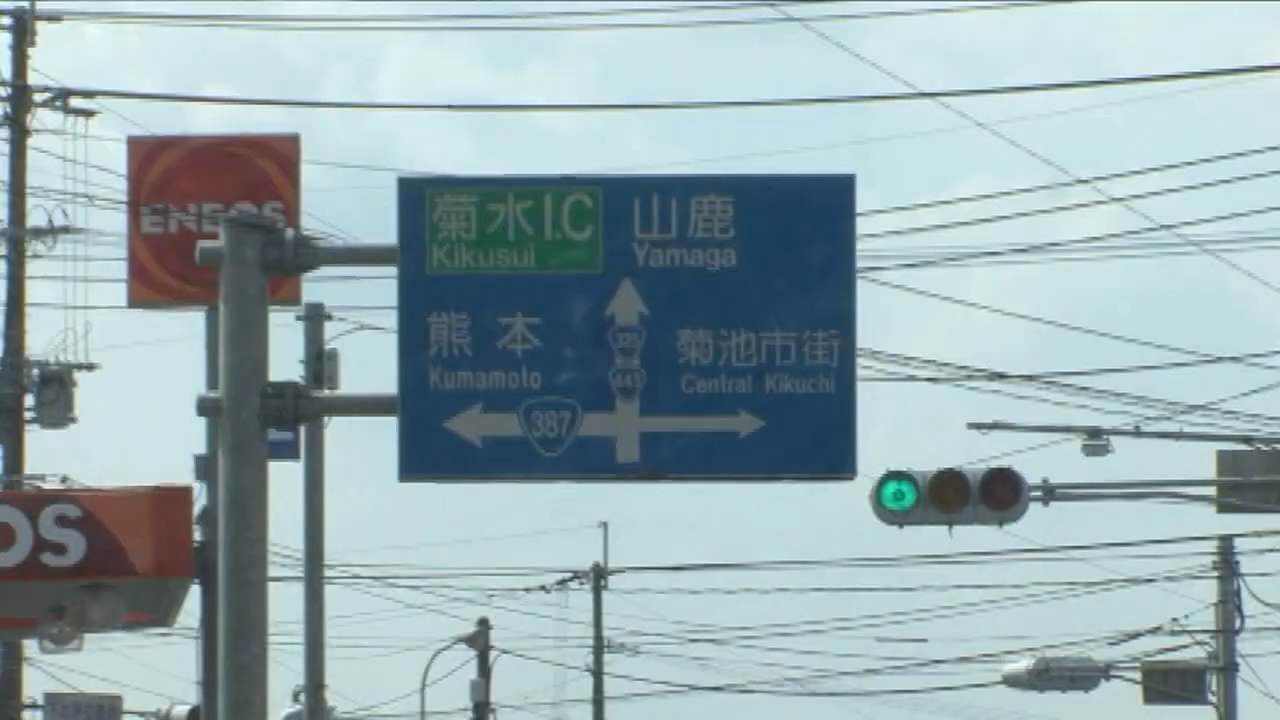 ENEOS
菊水I.C
Kikusui
山鹿
Yamaga
熊本
Kumamoto
菊池市街
Central Kikuchi
387
OS